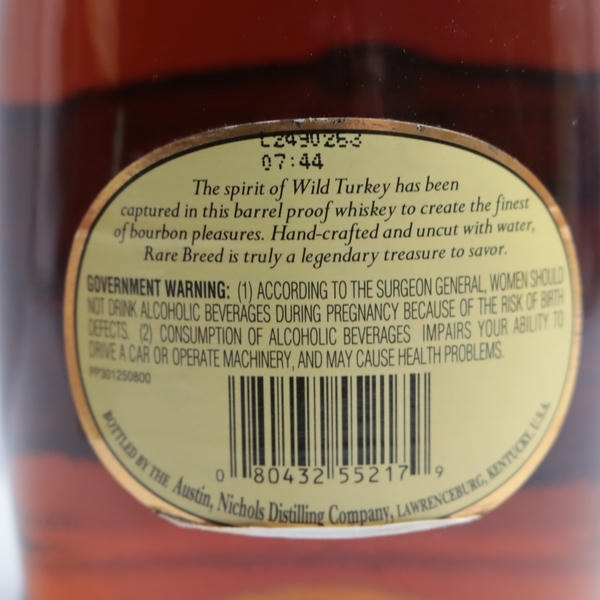 L2490263
07:44
The spirit of Wild Turkey has been
captured in this barrel proof whiskey to create the finest
of bourbon pleasures. Hand-crafted and uncut with water,
Rare Breed is truly a legendary treasure to savor.
GOVERNMENT WARNING: (1) ACCORDING TO THE SURGEON GENERAL, WOMEN SHOULD
NOT DRINK ALCOHOLIC BEVERAGES DURING PREGNANCY BECAUSE OF THE RISK OF BIRTH
DEFECTS. (2) CONSUMPTION OF ALCOHOLIC BEVERAGES IMPAIRS YOUR ABILITY TO
DRIVE A CAR OR OPERATE MACHINERY, AND MAY CAUSE HEALTH PROBLEMS.
PP301250800
0 80432 55217 9
BOTTLED BY THE Austin, Nichols Distilling Company, LAWRENCEBURG, KENTUCKY, U.S.A.